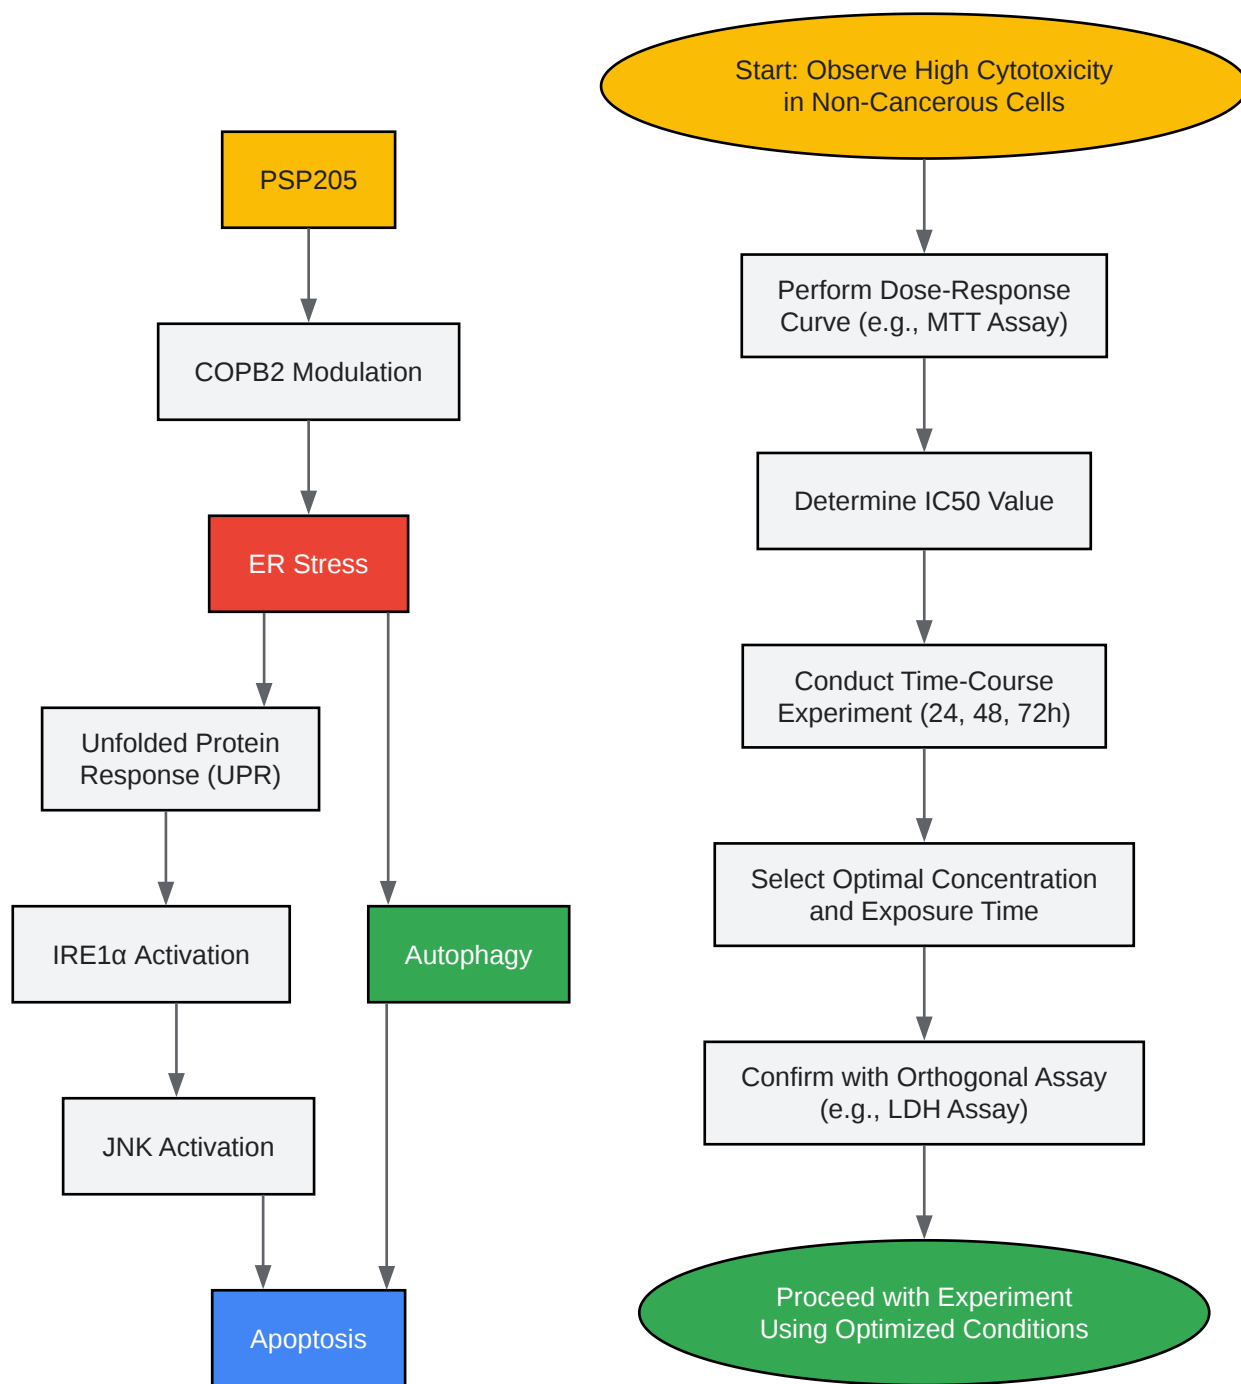 PSP205
COPB2 Modulation
ER Stress
Unfolded Protein
Response (UPR)
IRE1α Activation
Autophagy
JNK Activation
Apoptosis
Start: Observe High Cytotoxicity
in Non-Cancerous Cells
Perform Dose-Response
Curve (e.g., MTT Assay)
Determine IC50 Value
Conduct Time-Course
Experiment (24, 48, 72h)
Select Optimal Concentration
and Exposure Time
Confirm with Orthogonal Assay
(e.g., LDH Assay)
Proceed with Experiment
Using Optimized Conditions